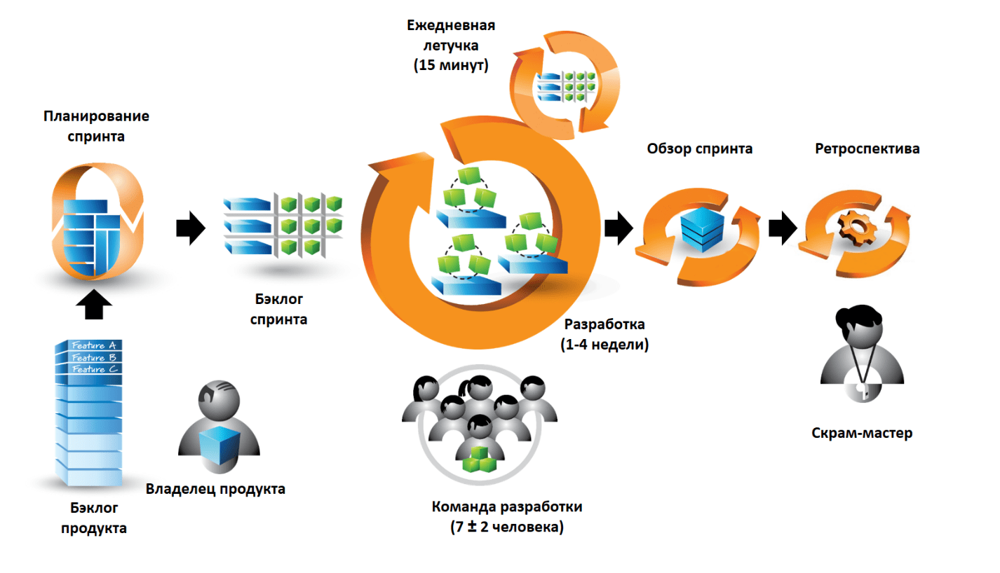 Ежедневная
летучка
(15 минут)
Планирование
спринта
Обзор спринта
Ретроспектива
Бэклог
спринта
Разработка
(1-4 недели)
Feature A
Feature B
Feature C
Скрам-мастер
Владелец продукта
Бэклог
продукта
Команда разработки
(7 ± 2 человека)